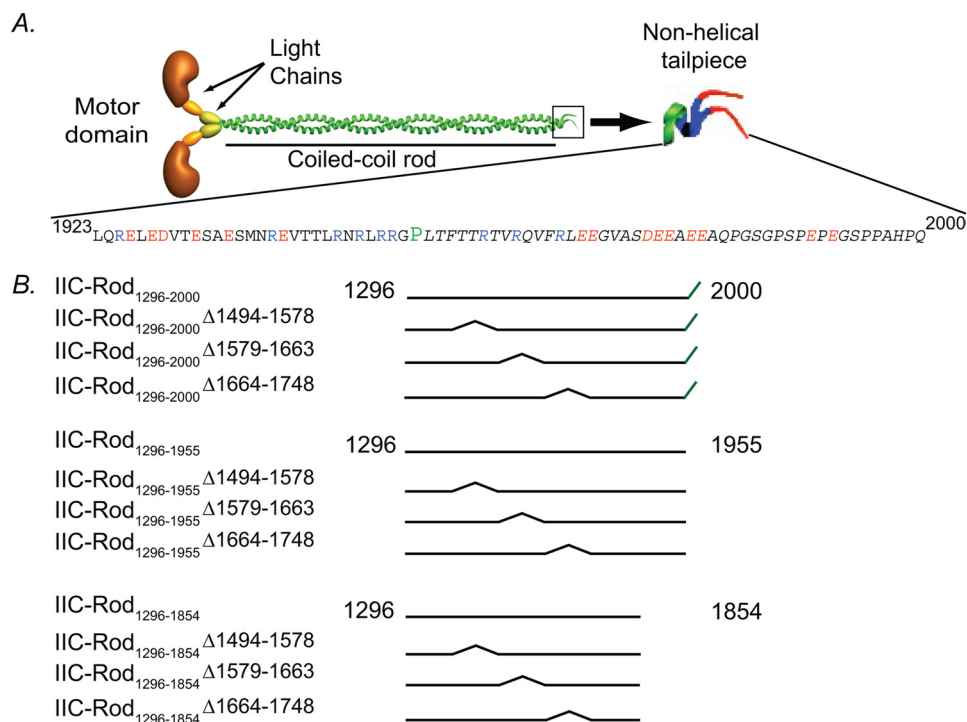 A.
Light
Chains
Motor
domain
Coiled-coil rod
Non-helical
tailpiece
1923LQRELEDVTESAESMNREVTTLRNRLRRGPLTFTTRTVRQVFRLEEGVASDEEAEEAQPGSGPSPEPEGSPPAHPQ2000
B.
IIC-Rod1296-2000 1296 2000
IIC-Rod1296-2000Δ1494-1578
IIC-Rod1296-2000Δ1579-1663
IIC-Rod1296-2000Δ1664-1748
IIC-Rod1296-1955 1296 1955
IIC-Rod1296-1955Δ1494-1578
IIC-Rod1296-1955Δ1579-1663
IIC-Rod1296-1955Δ1664-1748
IIC-Rod1296-1854 1296 1854
IIC-Rod1296-1854Δ1494-1578
IIC-Rod1296-1854Δ1579-1663
IIC-Rod1296-1854Δ1664-1748